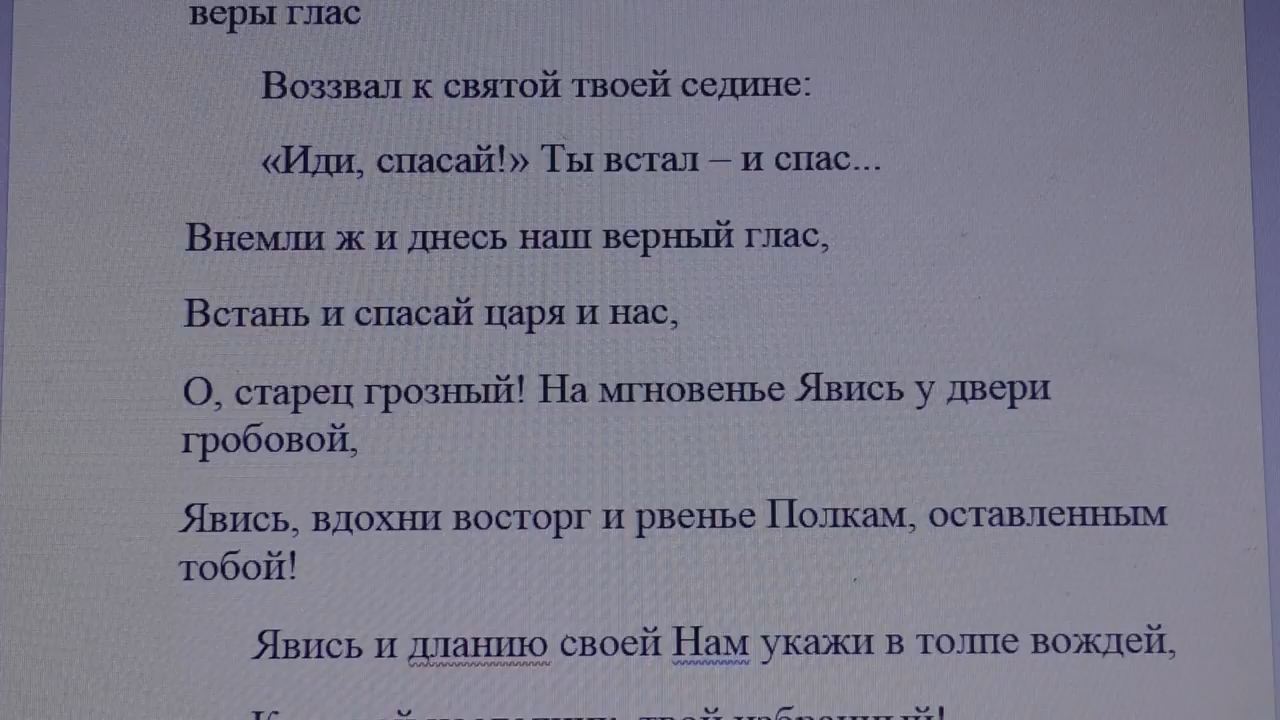 веры глас
Воззвал к святой твоей седине:
«Иди, спасай!» Ты встал – и спас...
Внемли ж и днесь наш верный глас,
Встань и спасай царя и нас,
О, старец грозный! На мгновенье Явись у двери
гробовой,
Явись, вдохни восторг и рвенье Полкам, оставленным
тобой!
Явись и дланию своей Нам укажи в толпе вождей,
твой избранный!